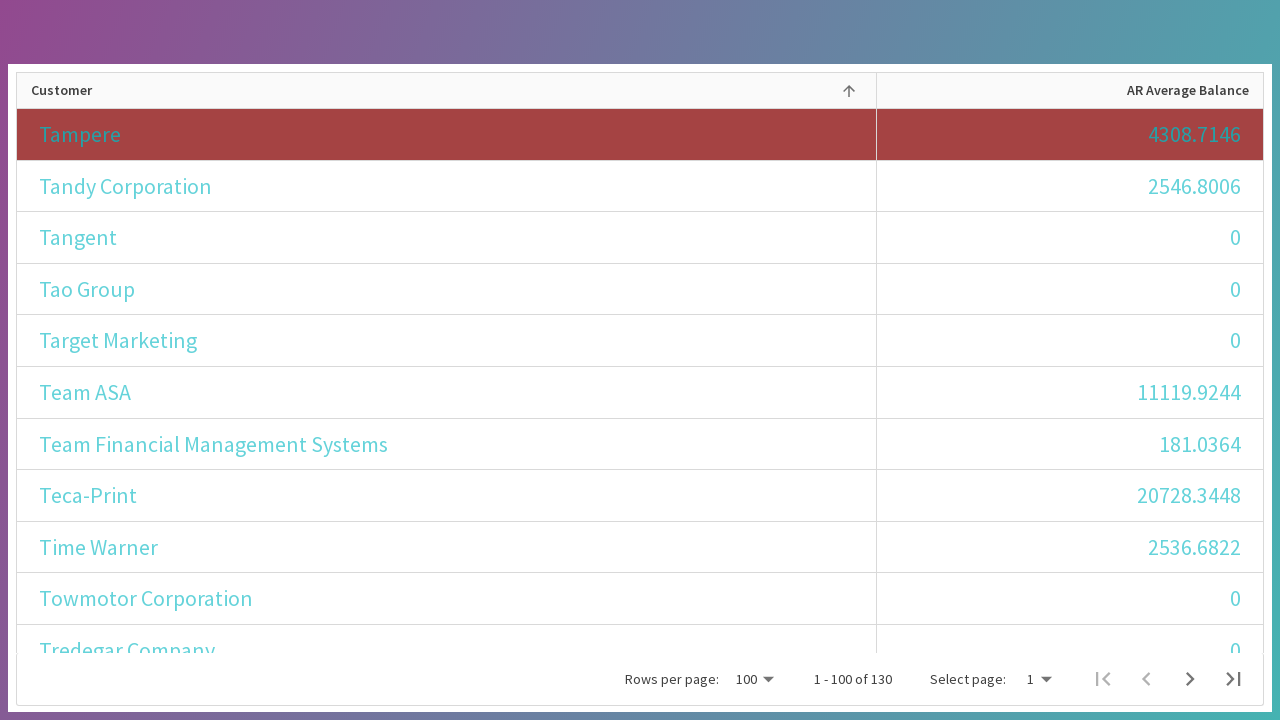 Customer AR Average Balance
Tampere 4308.7146
Tandy Corporation 2546.8006
Tangent 0
Tao Group 0
Target Marketing 0
Team ASA 11119.9244
Team Financial Management Systems 181.0364
Teca-Print 20728.3448
Time Warner 2536.6822
Towmotor Corporation 0
Tredegar Company 0
Rows per page: 100 1 - 100 of 130 Select page: 1